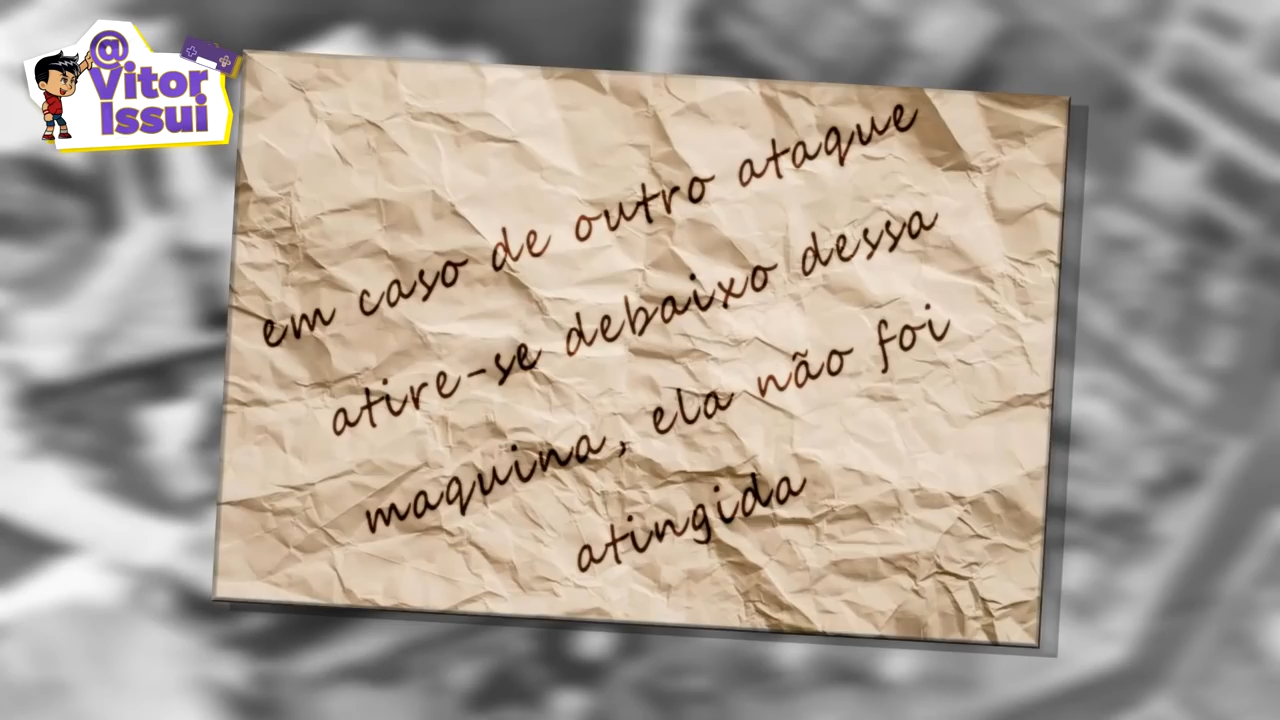 @
Vitor
Issui
em caso de outro ataque
atire-se debaixo dessa
maquina, ela não foi
atingida